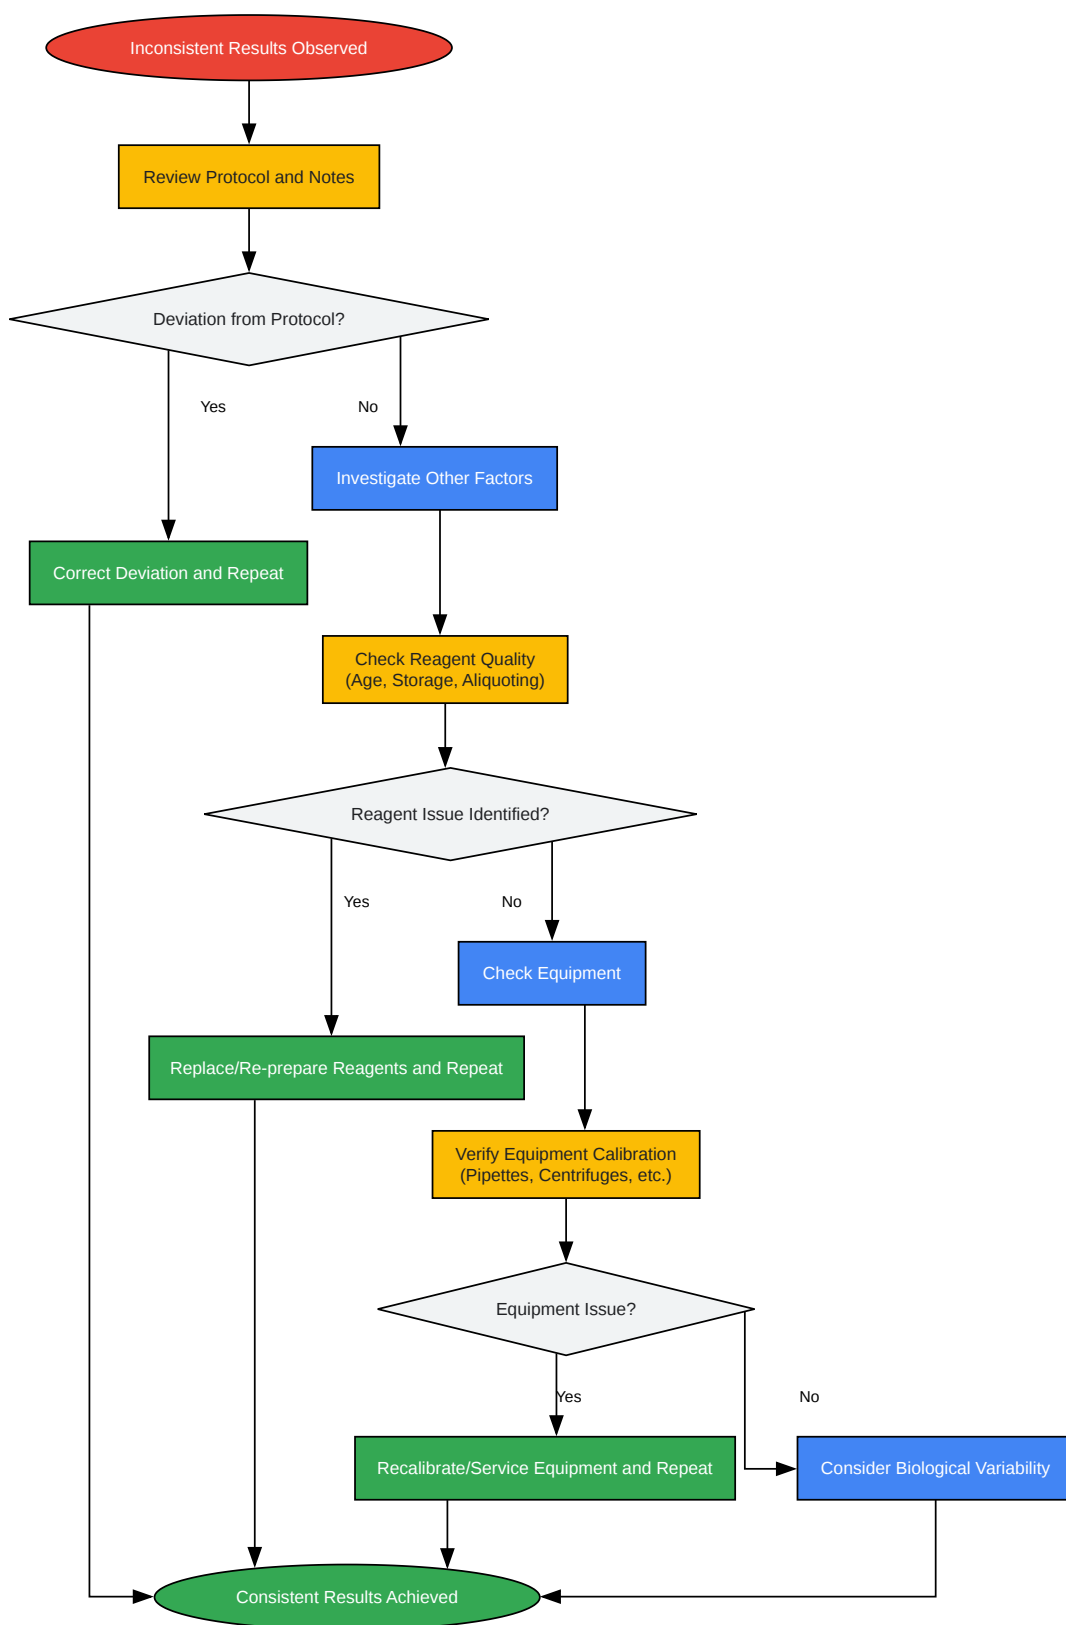 Inconsistent Results Observed
Review Protocol and Notes
Deviation from Protocol?
Yes
No
Investigate Other Factors
Correct Deviation and Repeat
Check Reagent Quality
(Age, Storage, Aliquoting)
Reagent Issue Identified?
Yes
No
Check Equipment
Replace/Re-prepare Reagents and Repeat
Verify Equipment Calibration
(Pipettes, Centrifuges, etc.)
Equipment Issue?
Yes
No
Recalibrate/Service Equipment and Repeat
Consider Biological Variability
Consistent Results Achieved